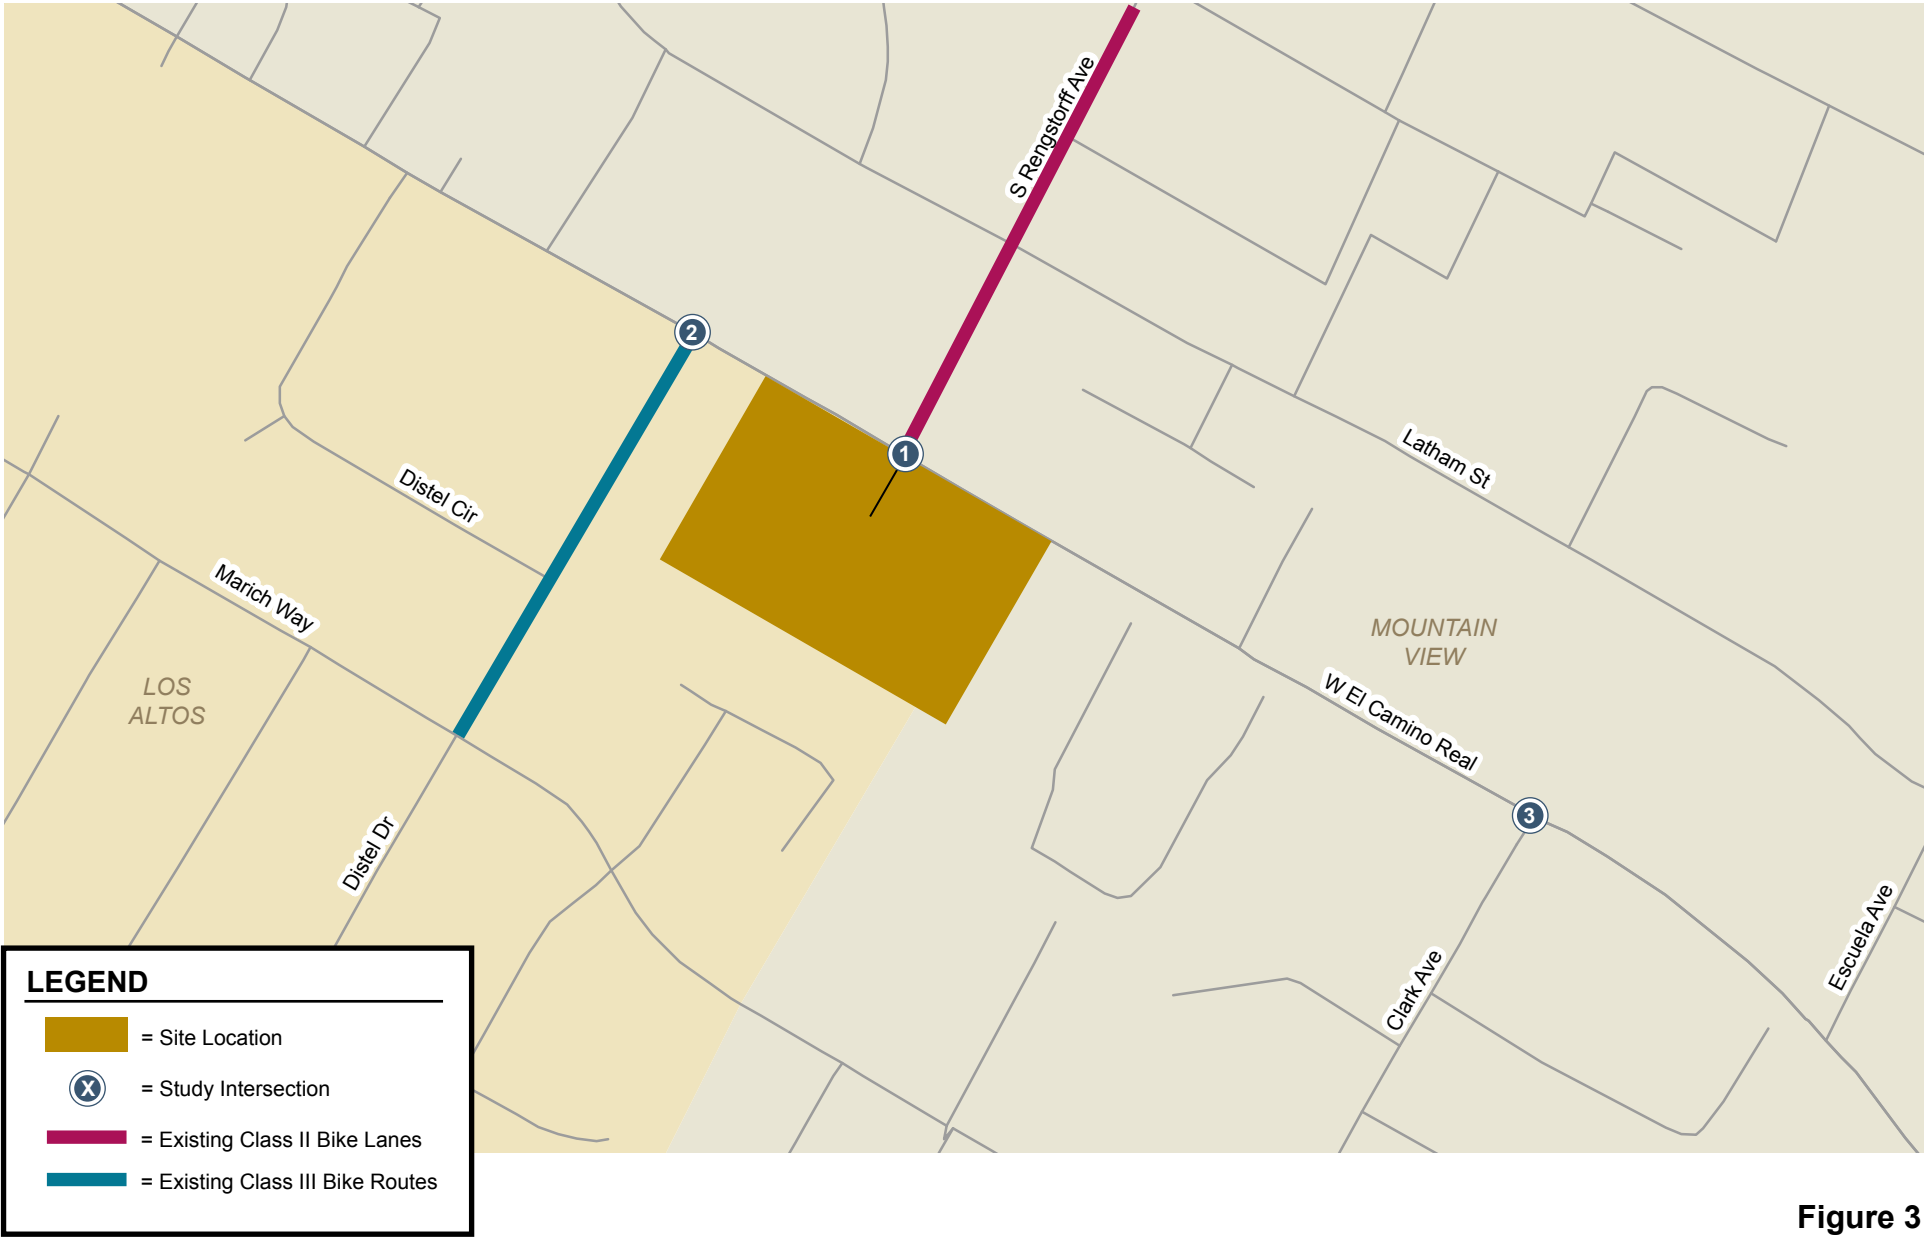 S Rengstorff Ave
2
1
Latham St
Distel Cir
Marich Way
MOUNTAIN
VIEW
LOS
ALTOS
W El Camino Real
3
Distel Dr
Escuela Ave
Clark Ave
LEGEND
= Site Location
X = Study Intersection
= Existing Class II Bike Lanes
= Existing Class III Bike Routes
Figure 3